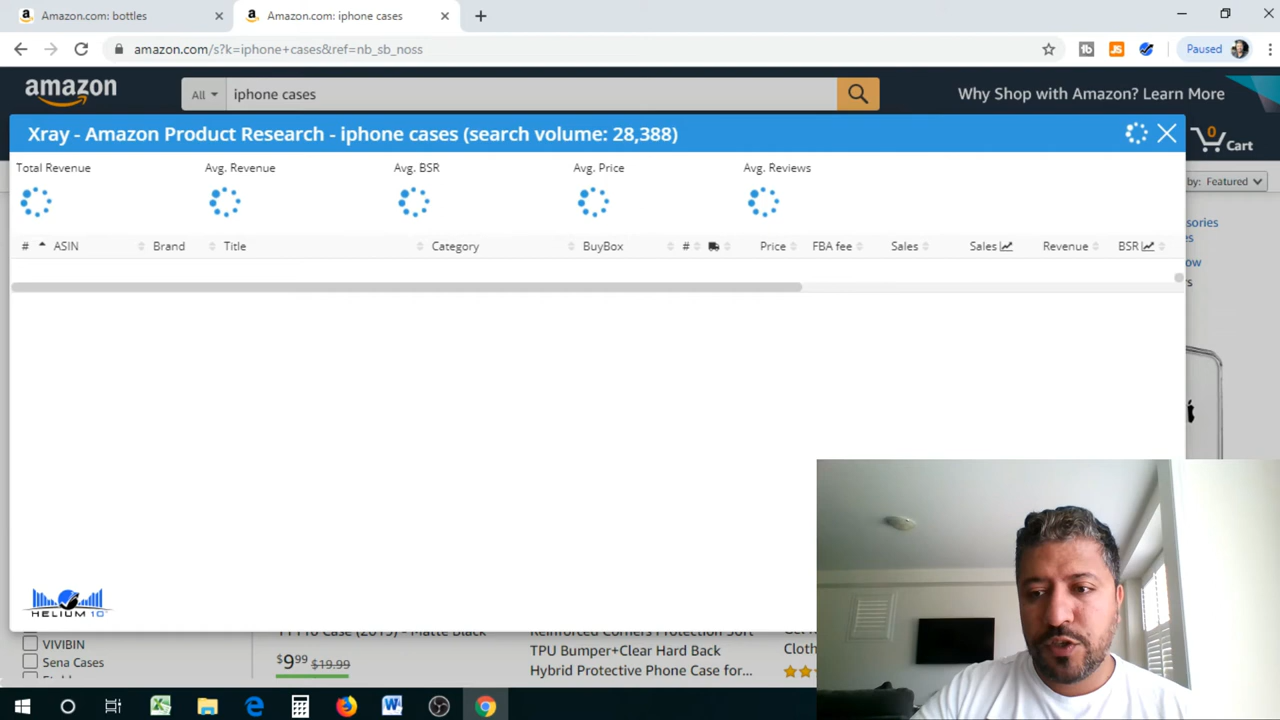 Amazon.com: bottles
Amazon.com: iphone cases
amazon.com/s?k=iphone+cases&ref=nb_sb_noss
Paused
amazon
All
iphone cases
Why Shop with Amazon? Learn More
Xray - Amazon Product Research - iphone cases (search volume: 28,388)
0
Cart
Total Revenue
Avg. Revenue
Avg. BSR
Avg. Price
Avg. Reviews
by: Featured
# ASIN Brand Title Category BuyBox # Price FBA fee Sales Sales Revenue BSR
HELIUM 10
VIVIBIN
Sena Cases
$9.99 $19.99
Reinforced Corners Protection Soft
TPU Bumper+Clear Hard Back
Hybrid Protective Phone Case for...